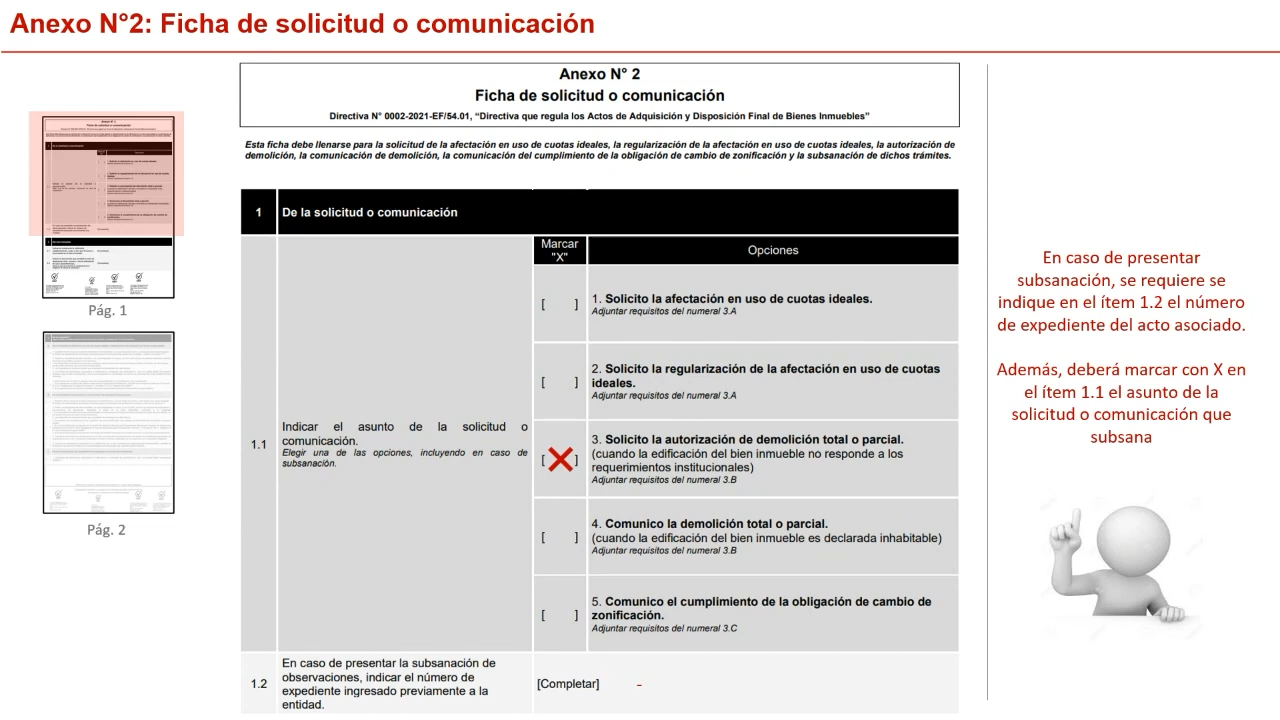 Anexo N°2: Ficha de solicitud o comunicación
Pág. 1
Pág. 2
Anexo N° 2
Ficha de solicitud o comunicación
Directiva N° 0002-2021-EF/54.01, “Directiva que regula los Actos de Adquisición y Disposición Final de Bienes Inmuebles”
Esta ficha debe llenarse para la solicitud de la afectación en uso de cuotas ideales, la regularización de la afectación en uso de cuotas ideales, la autorización de
demolición, la comunicación de demolición, la comunicación del cumplimiento de la obligación de cambio de zonificación y la subsanación de dichos trámites.
1 De la solicitud o comunicación
Marcar
"X"
Opciones
1.1
Indicar el asunto de la solicitud o
comunicación.
Elegir una de las opciones, incluyendo en caso de
subsanación.
[ ]
1. Solicito la afectación en uso de cuotas ideales.
Adjuntar requisitos del numeral 3.A
[ ]
2. Solicito la regularización de la afectación en uso de cuotas
ideales.
Adjuntar requisitos del numeral 3.A
[ X ]
3. Solicito la autorización de demolición total o parcial.
(cuando la edificación del bien inmueble no responde a los
requerimientos institucionales)
Adjuntar requisitos del numeral 3.B
[ ]
4. Comunico la demolición total o parcial.
(cuando la edificación del bien inmueble es declarada inhabitable)
Adjuntar requisitos del numeral 3.B
[ ]
5. Comunico el cumplimiento de la obligación de cambio de
zonificación.
Adjuntar requisitos del numeral 3.C
1.2
En caso de presentar la subsanación de
observaciones, indicar el número de
expediente ingresado previamente a la
entidad.
[Completar] -
En caso de presentar
subsanación, se requiere se
indique en el ítem 1.2 el número
de expediente del acto asociado.
Además, deberá marcar con X en
el ítem 1.1 el asunto de la
solicitud o comunicación que
subsana